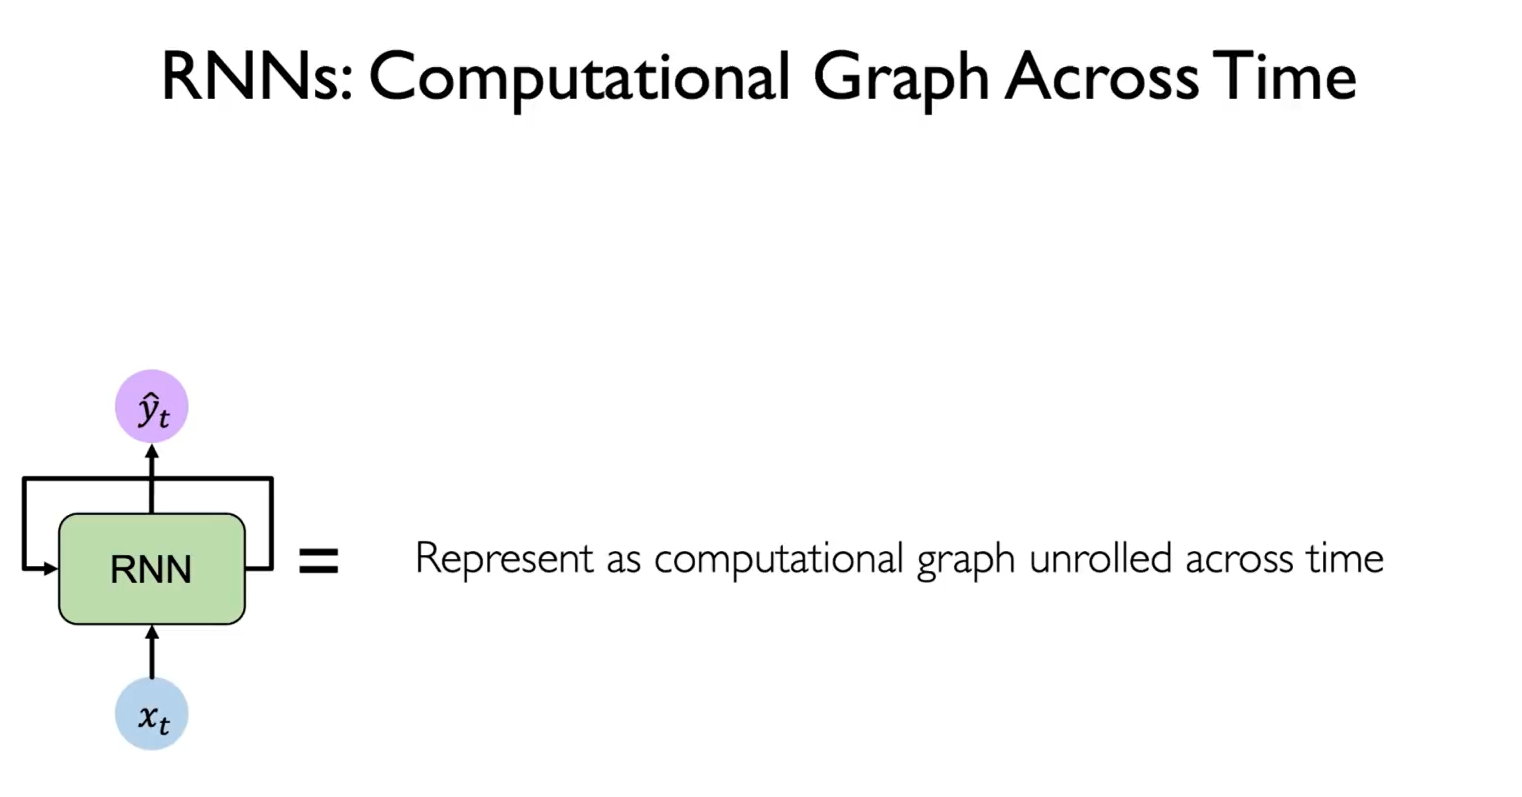 RNNs: Computational Graph Across Time
ŷₜ
RNN
= Represent as computational graph unrolled across time
xₜ